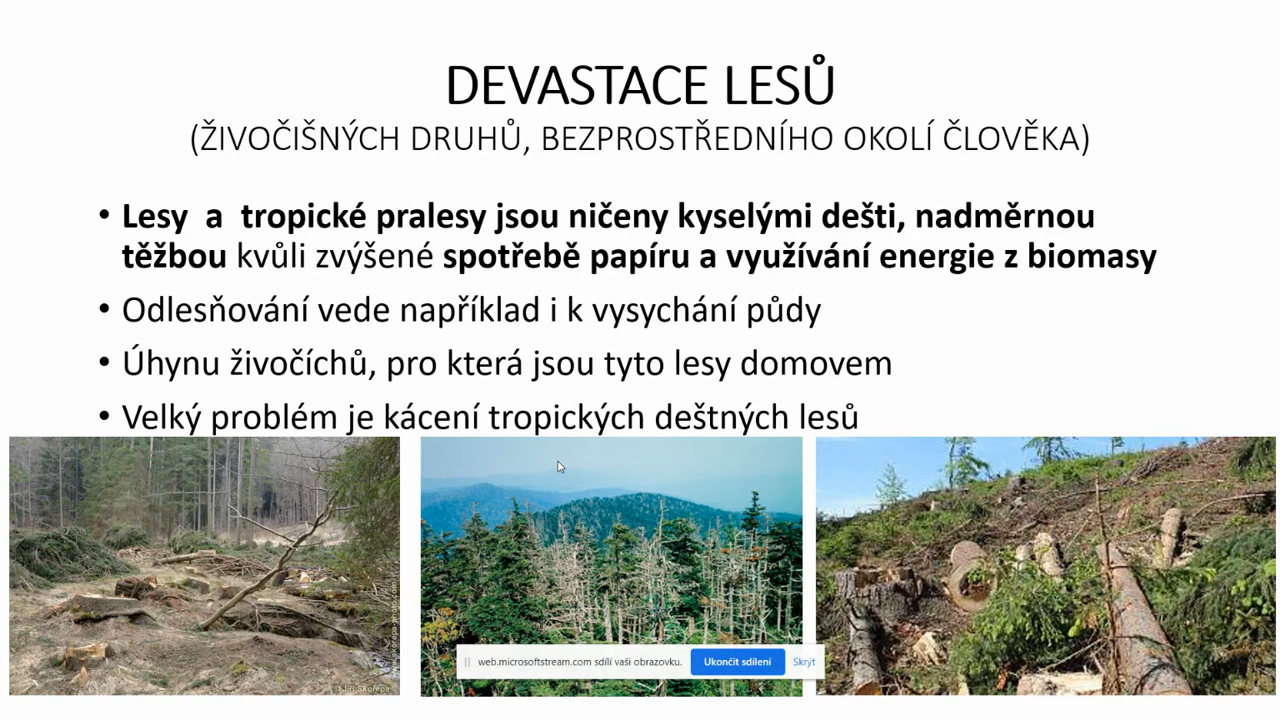 DEVASTACE LESŮ
(ŽIVOČIŠNÝCH DRUHŮ, BEZPROSTŘEDNÍHO OKOLÍ ČLOVĚKA)
• Lesy a tropické pralesy jsou ničeny kyselými dešti, nadměrnou
těžbou kvůli zvýšené spotřebě papíru a využívání energie z biomasy
• Odlesňování vede například i k vysychání půdy
• Úhynu živočíchů, pro která jsou tyto lesy domovem
• Velký problém je kácení tropických deštných lesů
web.microsoftstream.com sdílí vaši obrazovku.
Ukončit sdílení
Skrýt